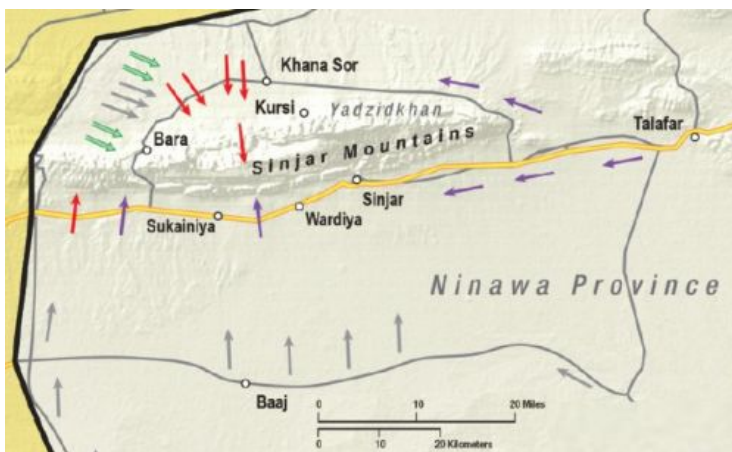 Khana Sor
Kursi
Yadzidkhan
Talafar
Bara
Sinjar Mountains
Sinjar
Sukainiya
Wardiya
Ninawa Province
Baaj
0 10 20 Miles
0 10 20 Kilometers